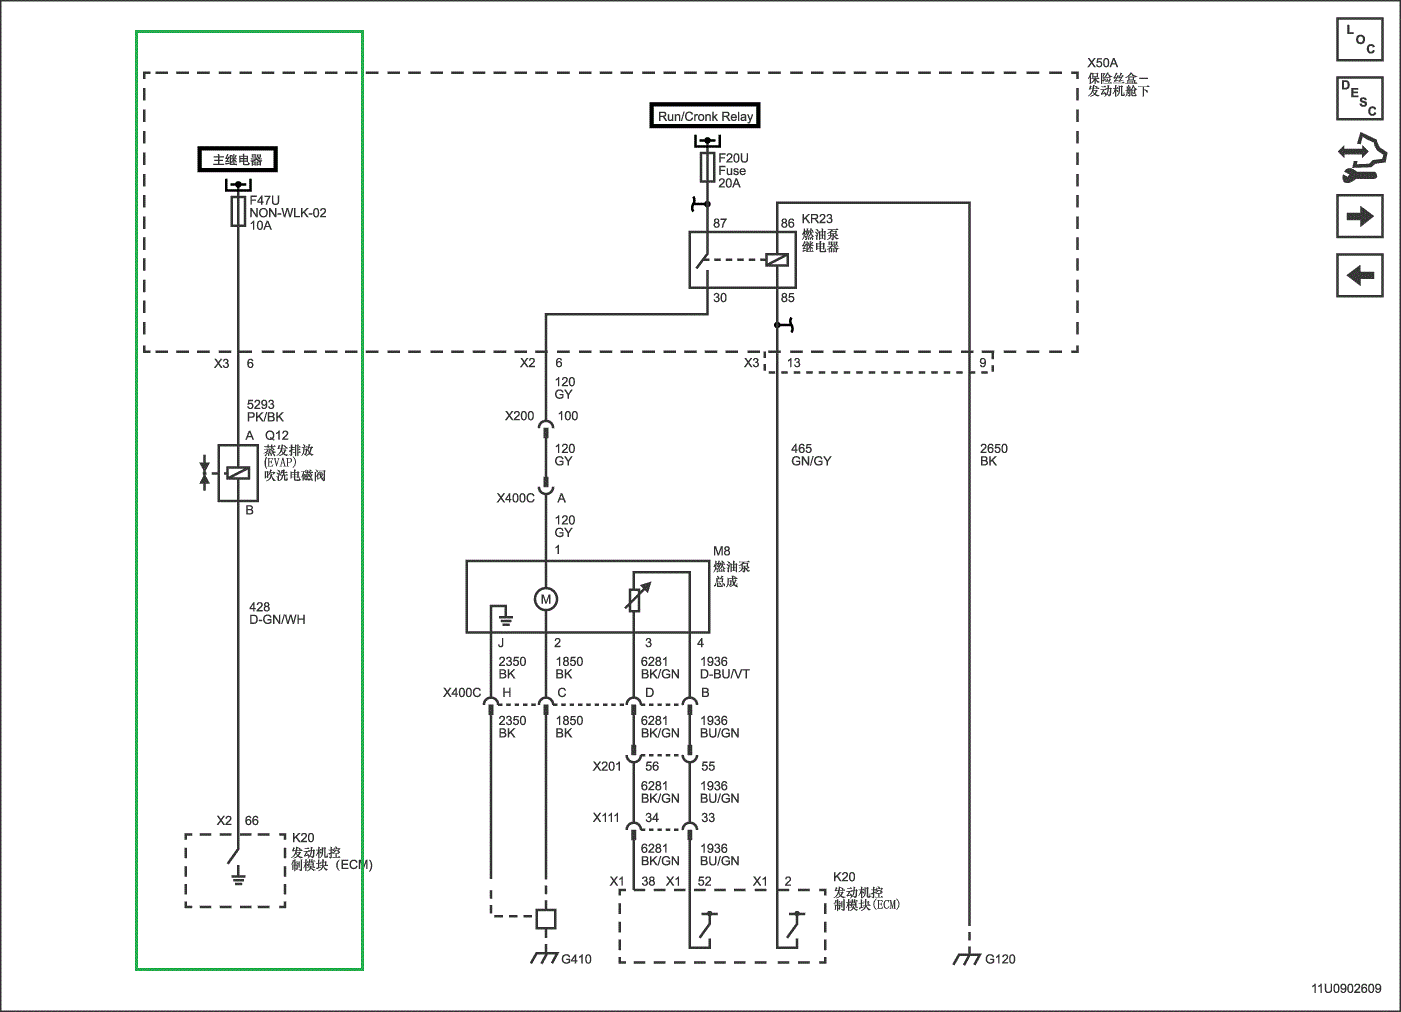 LOC
DESC
X50A
保险丝盒–
发动机舱下
主继电器
F47U
NON-WLK-02
10A
Run/Cronk Relay
F20U
Fuse
20A
87
86
KR23
燃油泵
继电器
30
85
X3 6
X2 6
X3 13
9
5293
PK/BK
A Q12
蒸发排放
(EVAP)
吹洗电磁阀
B
120
GY
X200 100
120
GY
X400C A
120
GY
1
465
GN/GY
2650
BK
M8
燃油泵
总成
M
428
D-GN/WH
J 2 3 4
2350
BK
1850
BK
6281
BK/GN
1936
D-BU/VT
X400C H C D B
2350
BK
1850
BK
6281
BK/GN
1936
BU/GN
X201 56 55
6281
BK/GN
1936
BU/GN
X111 34 33
6281
BK/GN
1936
BU/GN
X2 66
K20
发动机控
制模块 (ECM)
X1 38 X1 52 X1 2
K20
发动机控
制模块(ECM)
G410
G120
11U0902609